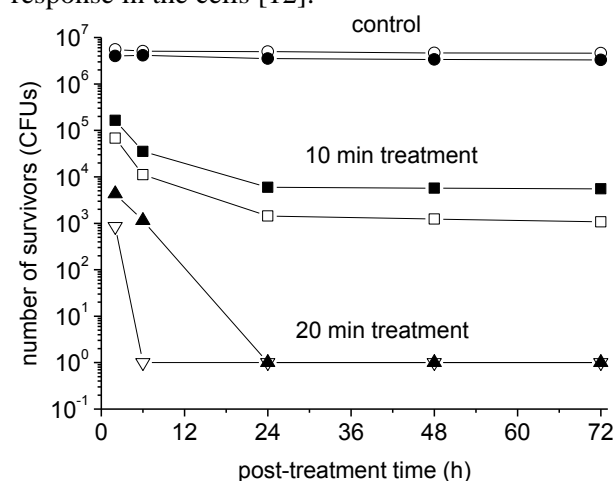 response in the cells [12].
control
10⁷
10⁶
10⁵
10 min treatment
10⁴
10³
10²
10¹
20 min treatment
10⁰
10⁻¹
number of survivors (CFUs)
0 12 24 36 48 60 72
post-treatment time (h)